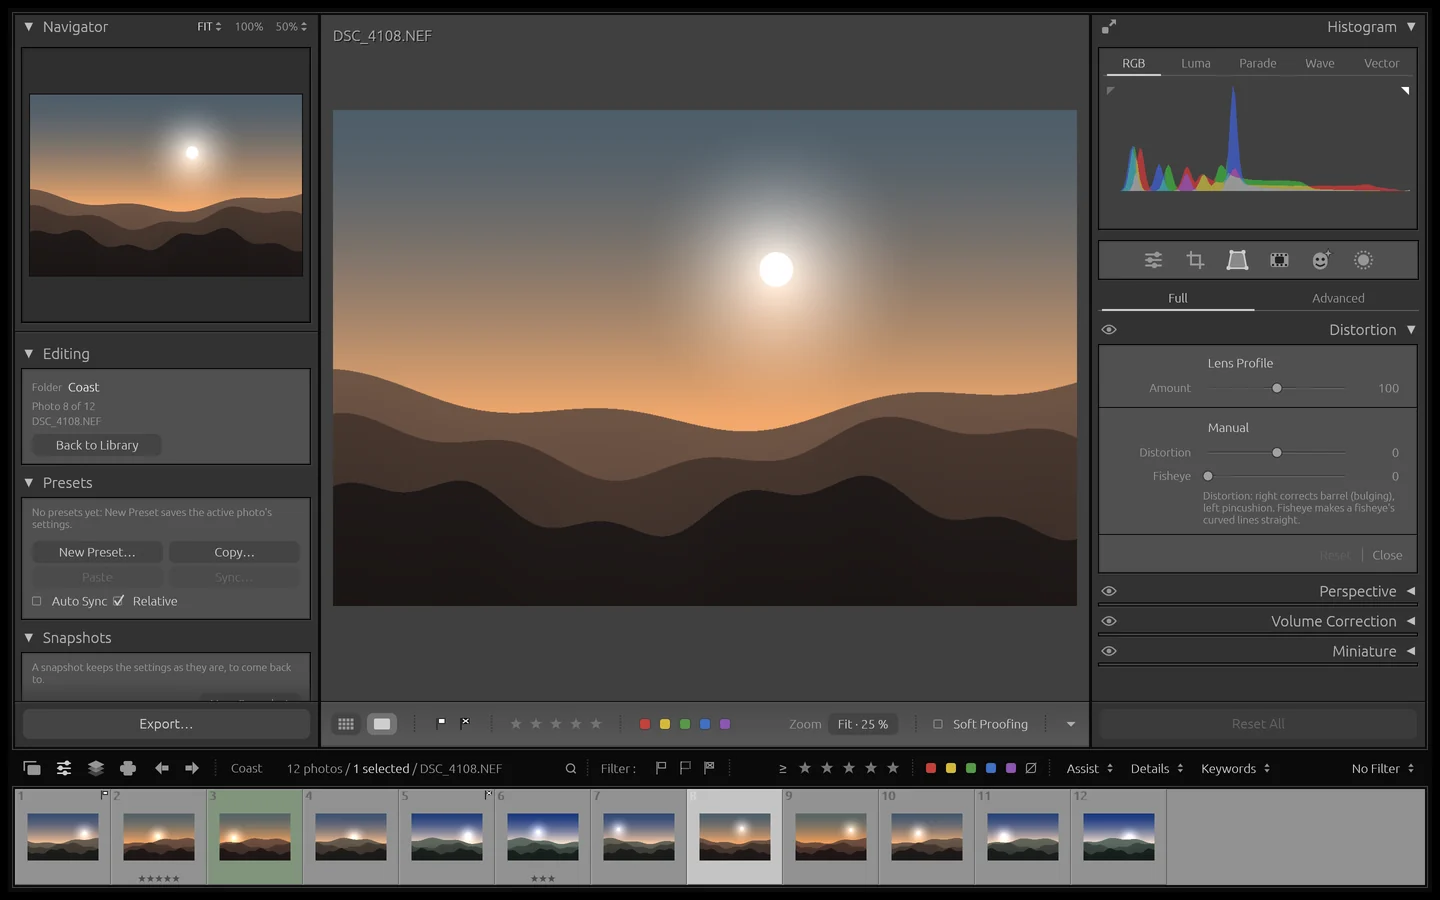 Navigator
FIT 100% 50%
DSC_4108.NEF
Histogram
RGB Luma Parade Wave Vector
Full Advanced
Distortion
Lens Profile
Amount 100
Manual
Distortion 0
Fisheye 0
Distortion: right corrects barrel (bulging),
left pincushion. Fisheye makes a fisheye's
curved lines straight.
Reset Close
Perspective
Volume Correction
Miniature
Reset All
Editing
Folder Coast
Photo 8 of 12
DSC_4108.NEF
Back to Library
Presets
No presets yet: New Preset saves the active photo's
settings.
New Preset… Copy…
Paste Sync…
Auto Sync Relative
Snapshots
A snapshot keeps the settings as they are, to come back
to.
Export…
Zoom Fit · 25 % Soft Proofing
Coast 12 photos / 1 selected / DSC_4108.NEF Filter : ≥ Assist Details Keywords No Filter
1 2 3 4 5 6 7 8 9 10 11 12